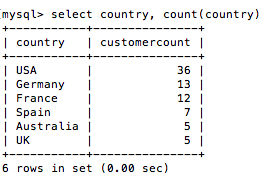 mysql> select country, count(country)
+-----------+---------------+
| country | customercount |
+-----------+---------------+
| USA | 36 |
| Germany | 13 |
| France | 12 |
| Spain | 7 |
| Australia | 5 |
| UK | 5 |
+-----------+---------------+
6 rows in set (0.00 sec)